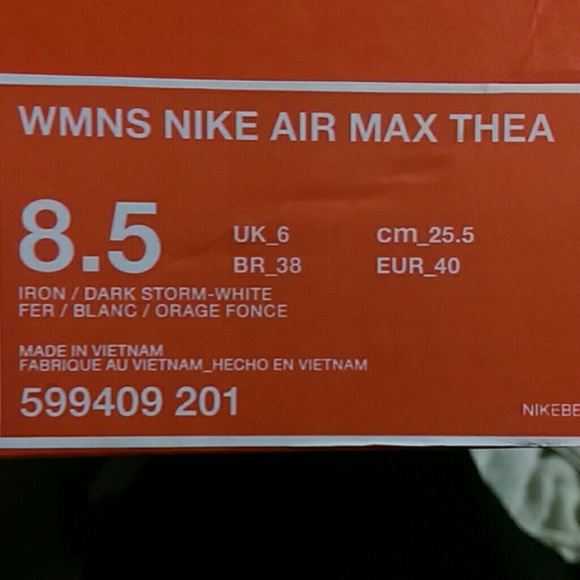 WMNS NIKE AIR MAX THEA
8.5
UK_6
cm_25.5
BR_38
EUR_40
IRON / DARK STORM-WHITE
FER / BLANC / ORAGE FONCE
MADE IN VIETNAM
FABRIQUE AU VIETNAM_HECHO EN VIETNAM
599409 201
NIKEBE